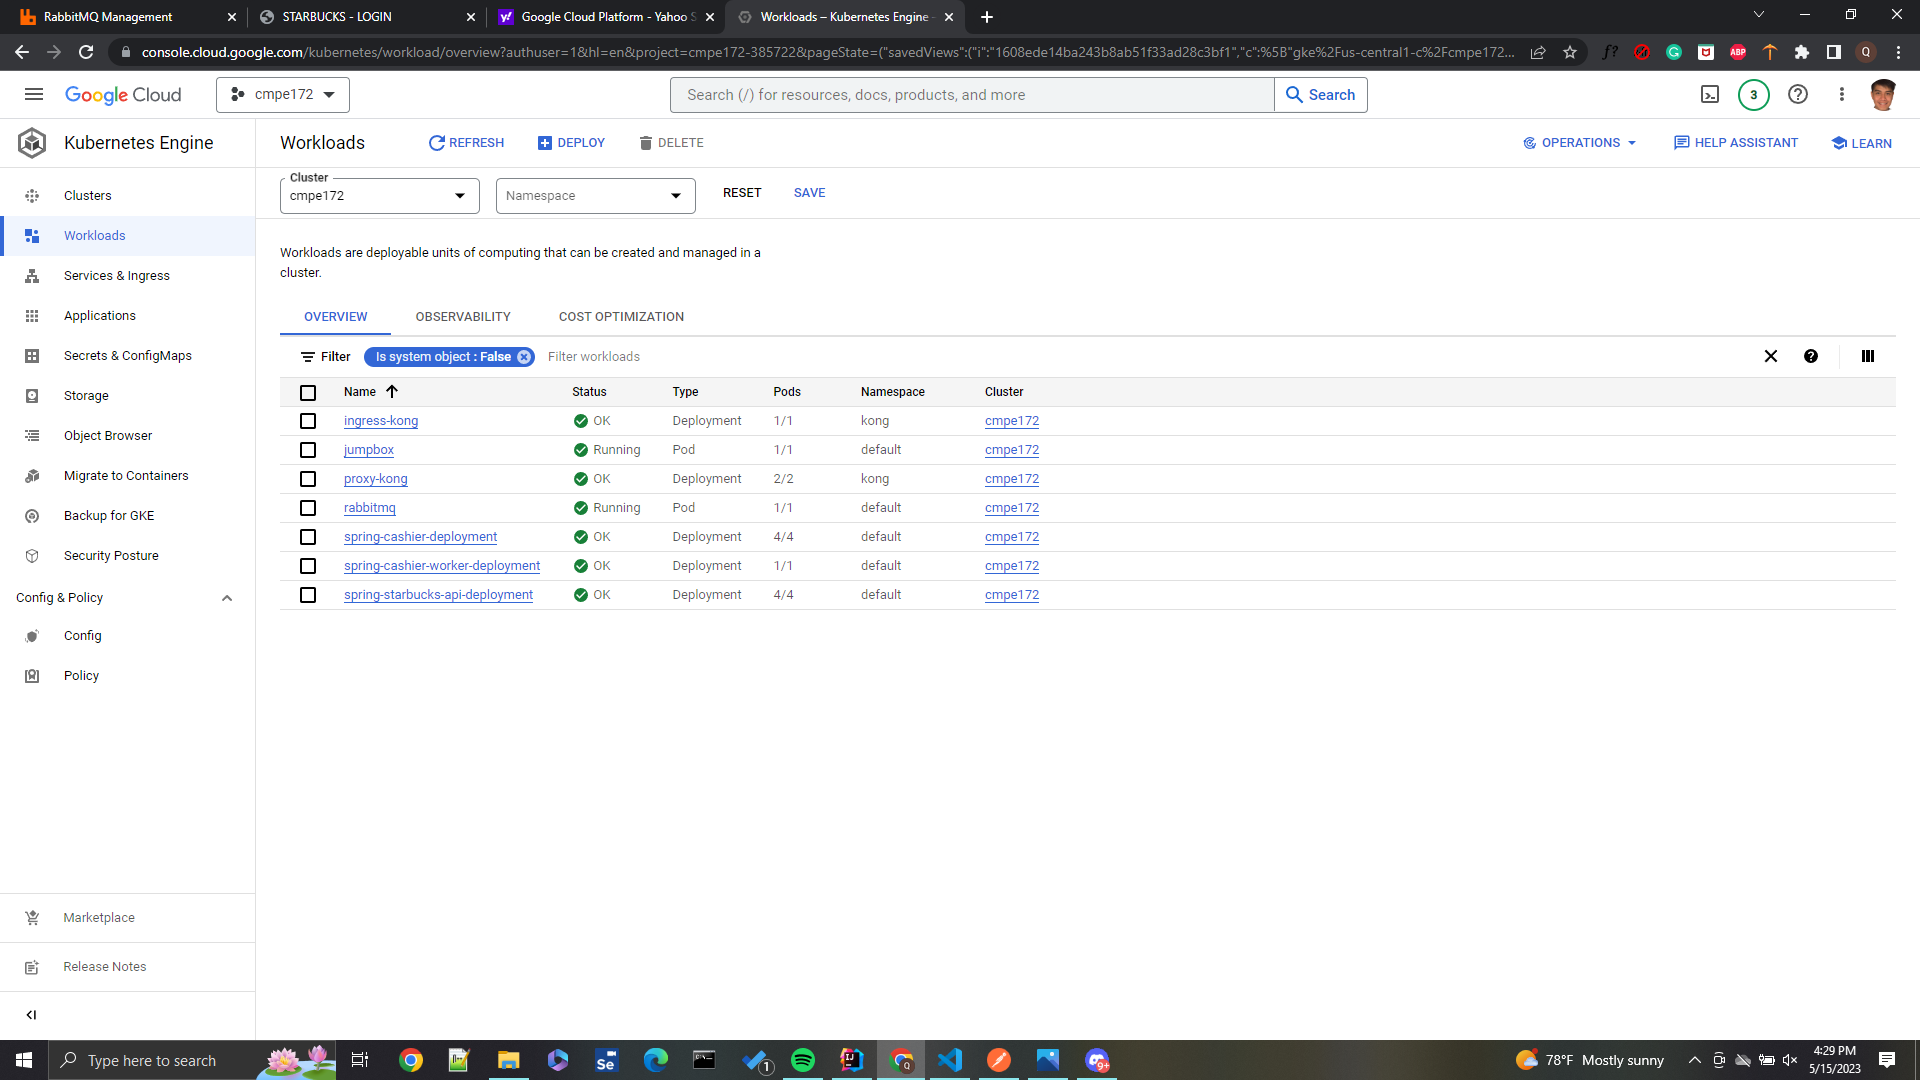 RabbitMQ Management
STARBUCKS - LOGIN
Google Cloud Platform - Yahoo S
Workloads – Kubernetes Engine -
console.cloud.google.com/kubernetes/workload/overview?authuser=1&hl=en&project=cmpe172-385722&pageState=("savedViews":("i":"1608ede14ba243b8ab51f33ad28c3bf1","c":%5B"gke%2Fus-central1-c%2Fcmpe172...
f?
ABP
Q
Google Cloud
cmpe172
Search (/) for resources, docs, products, and more
Search
3
Kubernetes Engine
Workloads
REFRESH
DEPLOY
DELETE
OPERATIONS
HELP ASSISTANT
LEARN
Clusters
Workloads
Services & Ingress
Applications
Secrets & ConfigMaps
Storage
Object Browser
Migrate to Containers
Backup for GKE
Security Posture
Config & Policy
Config
Policy
Marketplace
Release Notes
Cluster
cmpe172
Namespace
RESET
SAVE
Workloads are deployable units of computing that can be created and managed in a
cluster.
OVERVIEW
OBSERVABILITY
COST OPTIMIZATION
Filter
Is system object : False
Filter workloads
Name Status Type Pods Namespace Cluster
ingress-kong OK Deployment 1/1 kong cmpe172
jumpbox Running Pod 1/1 default cmpe172
proxy-kong OK Deployment 2/2 kong cmpe172
rabbitmq Running Pod 1/1 default cmpe172
spring-cashier-deployment OK Deployment 4/4 default cmpe172
spring-cashier-worker-deployment OK Deployment 1/1 default cmpe172
spring-starbucks-api-deployment OK Deployment 4/4 default cmpe172
Type here to search
Se
1
IJ
Q
9+
78°F Mostly sunny
4:29 PM
5/15/2023